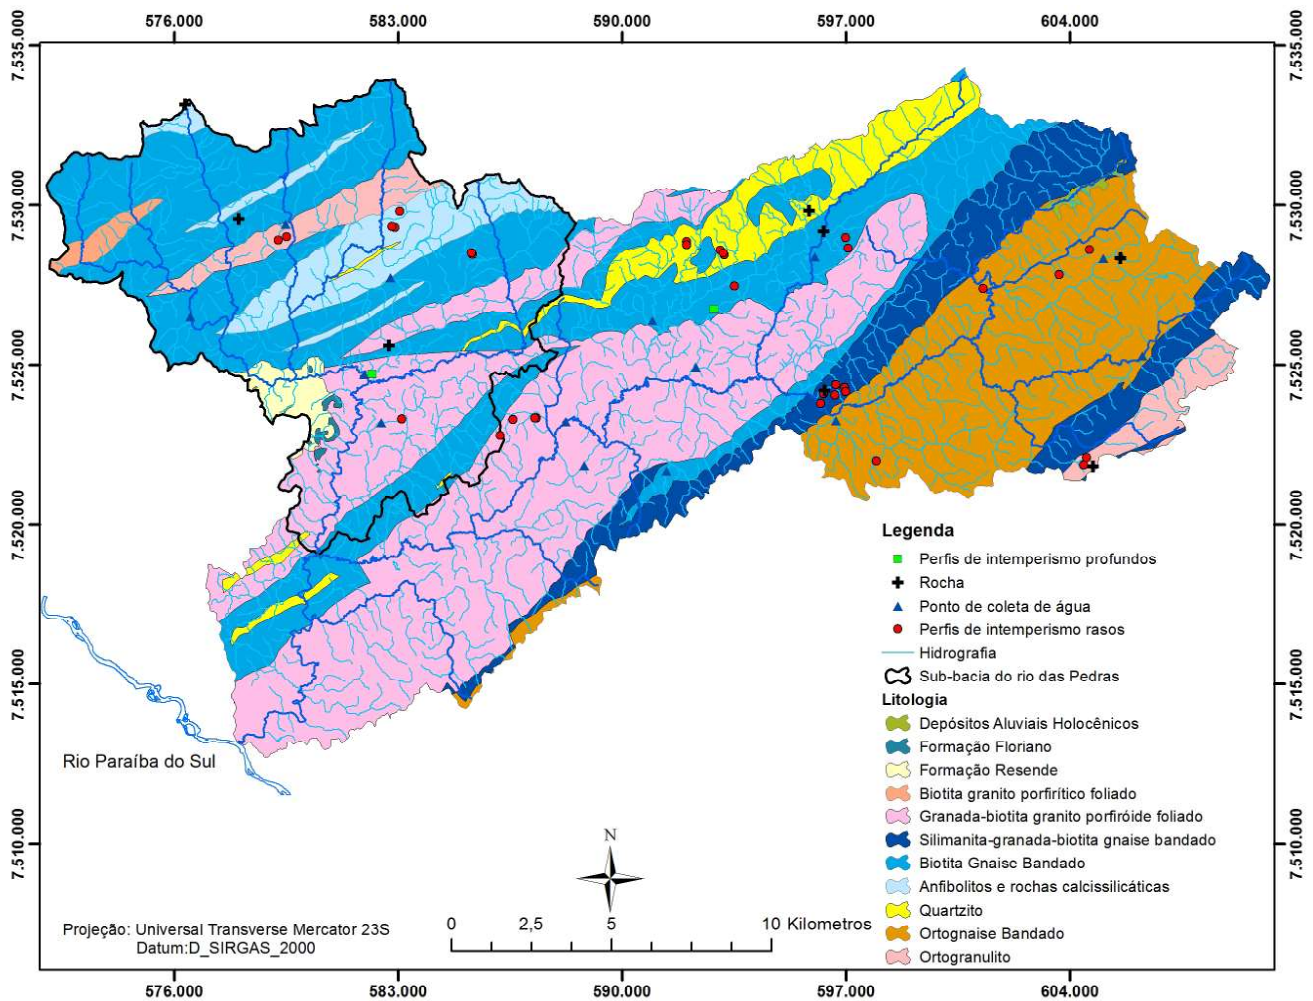 576.000 583.000 590.000 597.000 604.000
7.535.000 7.535.000
7.530.000 7.530.000
7.525.000 7.525.000
7.520.000 7.520.000
7.515.000 7.515.000
7.510.000 7.510.000
Rio Paraíba do Sul
Legenda
Perfis de intemperismo profundos
Rocha
Ponto de coleta de água
Perfis de intemperismo rasos
Hidrografia
Sub-bacia do rio das Pedras
Litologia
Depósitos Aluviais Holocênicos
Formação Floriano
Formação Resende
Biotita granito porfirítico foliado
Granada-biotita granito porfiróide foliado
Silimanita-granada-biotita gnaise bandado
Biotita Gnaisc Bandado
Anfibolitos e rochas calcissilicáticas
Quartzito
Ortognaise Bandado
Ortogranulito
N
0 2,5 5 10 Kilometros
Projeção: Universal Transverse Mercator 23S
Datum:D_SIRGAS_2000
576.000 583.000 590.000 597.000 604.000